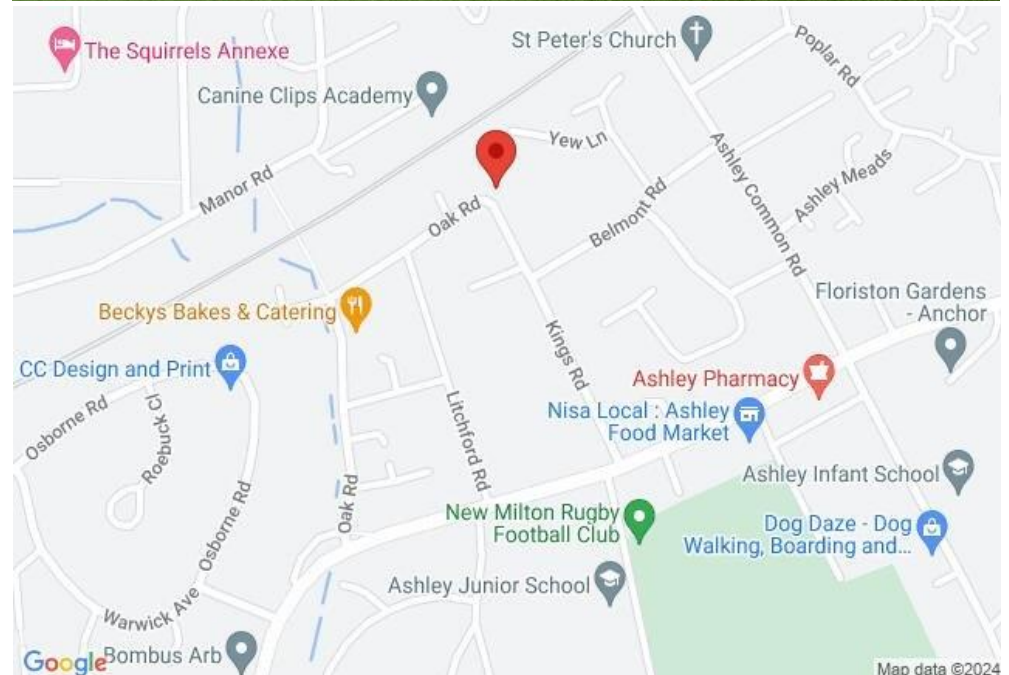 The Squirrels Annexe
St Peter's Church
Poplar Rd
Canine Clips Academy
Yew Ln
Ashley Common Rd
Ashley Meads
Manor Rd
Oak Rd
Belmont Rd
Floriston Gardens
- Anchor
Beckys Bakes & Catering
Kings Rd
CC Design and Print
Ashley Pharmacy
Nisa Local : Ashley
Food Market
Osborne Rd
Roebuck Cl
Litchford Rd
Ashley Infant School
Osborne Rd
Oak Rd
New Milton Rugby
Football Club
Dog Daze - Dog
Walking, Boarding and...
Ashley Junior School
Warwick Ave
Bombus Arb
Google
Map data ©2024